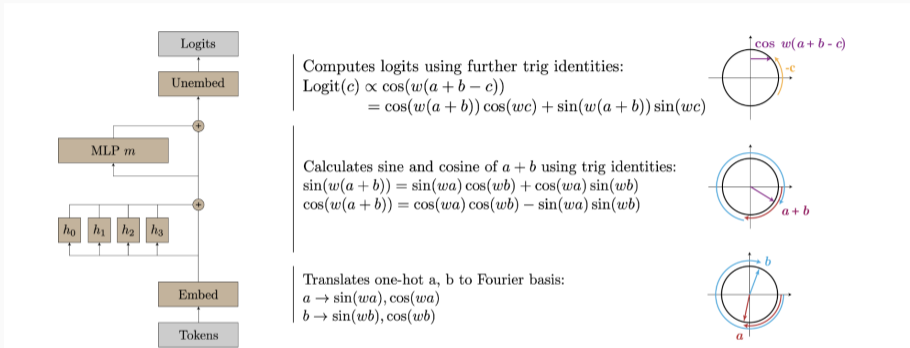 Logits
Unembed
MLP m
h₀ h₁ h₂ h₃
Embed
Tokens
Computes logits using further trig identities:
Logit(c) ∝ cos(w(a + b − c))
= cos(w(a + b)) cos(wc) + sin(w(a + b)) sin(wc)
Calculates sine and cosine of a + b using trig identities:
sin(w(a + b)) = sin(wa) cos(wb) + cos(wa) sin(wb)
cos(w(a + b)) = cos(wa) cos(wb) − sin(wa) sin(wb)
Translates one-hot a, b to Fourier basis:
a → sin(wa), cos(wa)
b → sin(wb), cos(wb)
cos w(a + b - c)
-c
a + b
b
a